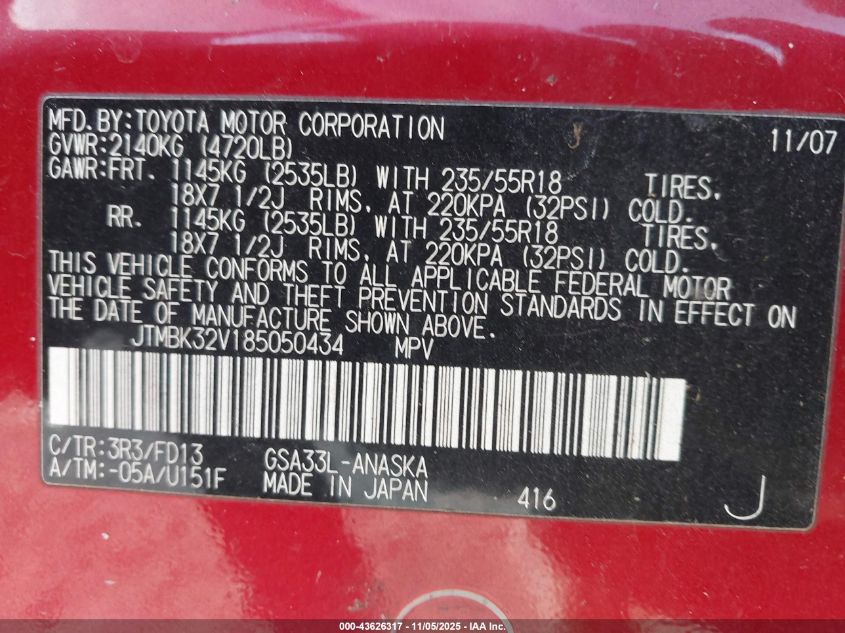 MFD.BY:TOYOTA MOTOR CORPORATION 11/07
GVWR:2140KG (4720LB)
GAWR:FRT. 1145KG (2535LB) WITH 235/55R18 TIRES,
18X7 1/2J RIMS, AT 220KPA (32PSI) COLD.
RR. 1145KG (2535LB) WITH 235/55R18 TIRES,
18X7 1/2J RIMS, AT 220KPA (32PSI) COLD.
THIS VEHICLE CONFORMS TO ALL APPLICABLE FEDERAL MOTOR
VEHICLE SAFETY AND THEFT PREVENTION STANDARDS IN EFFECT ON
THE DATE OF MANUFACTURE SHOWN ABOVE.
JTMBK32V185050434 MPV
C/TR:3R3/FD13 GSA33L-ANASKA
A/TM:-05A/U151F MADE IN JAPAN 416 J
000-43626317 - 11/05/2025 - IAA Inc.